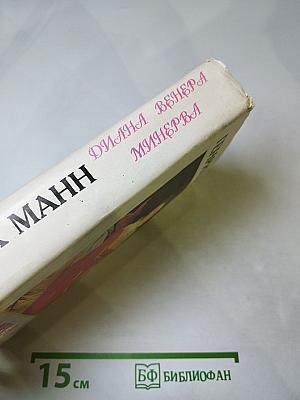 МАНН
ДИАНА ВЕНЕРА
МИНЕРВА
15 см
БФ БИБЛИОФАН